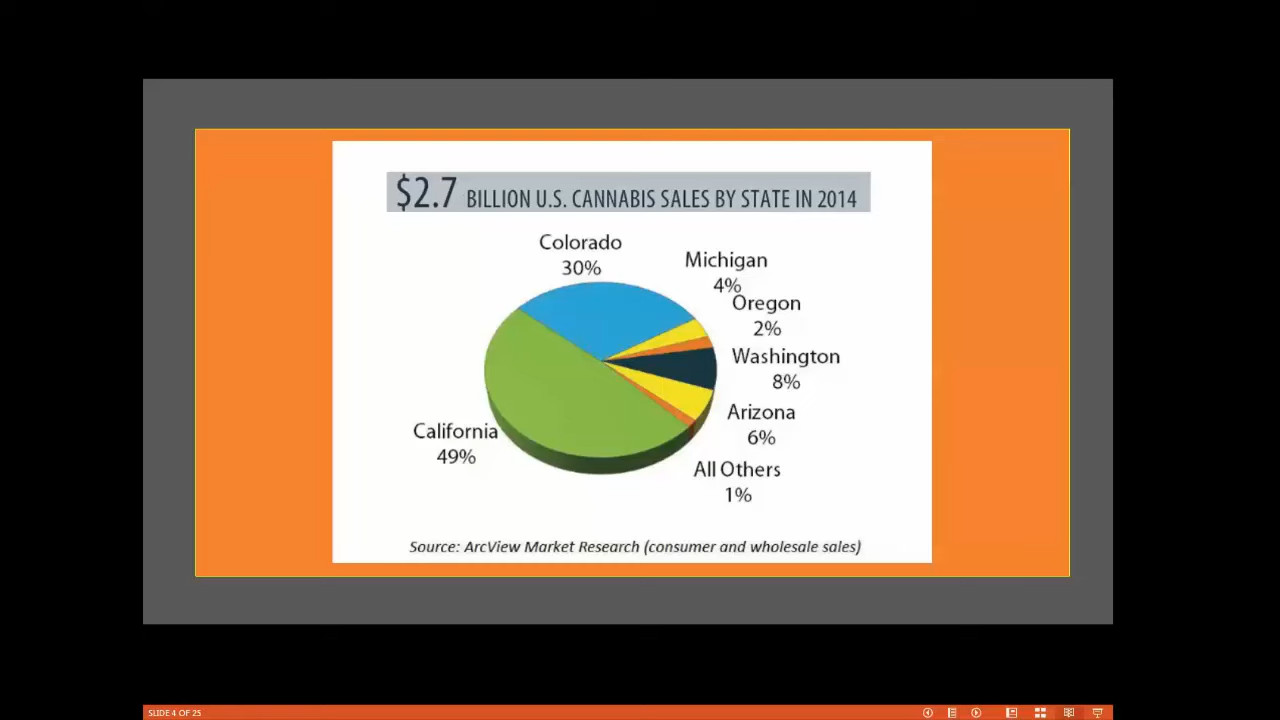 $2.7 BILLION U.S. CANNABIS SALES BY STATE IN 2014
Colorado
30%
Michigan
4%
Oregon
2%
Washington
8%
Arizona
6%
California
49%
All Others
1%
Source: ArcView Market Research (consumer and wholesale sales)
SLIDE 4 OF 25